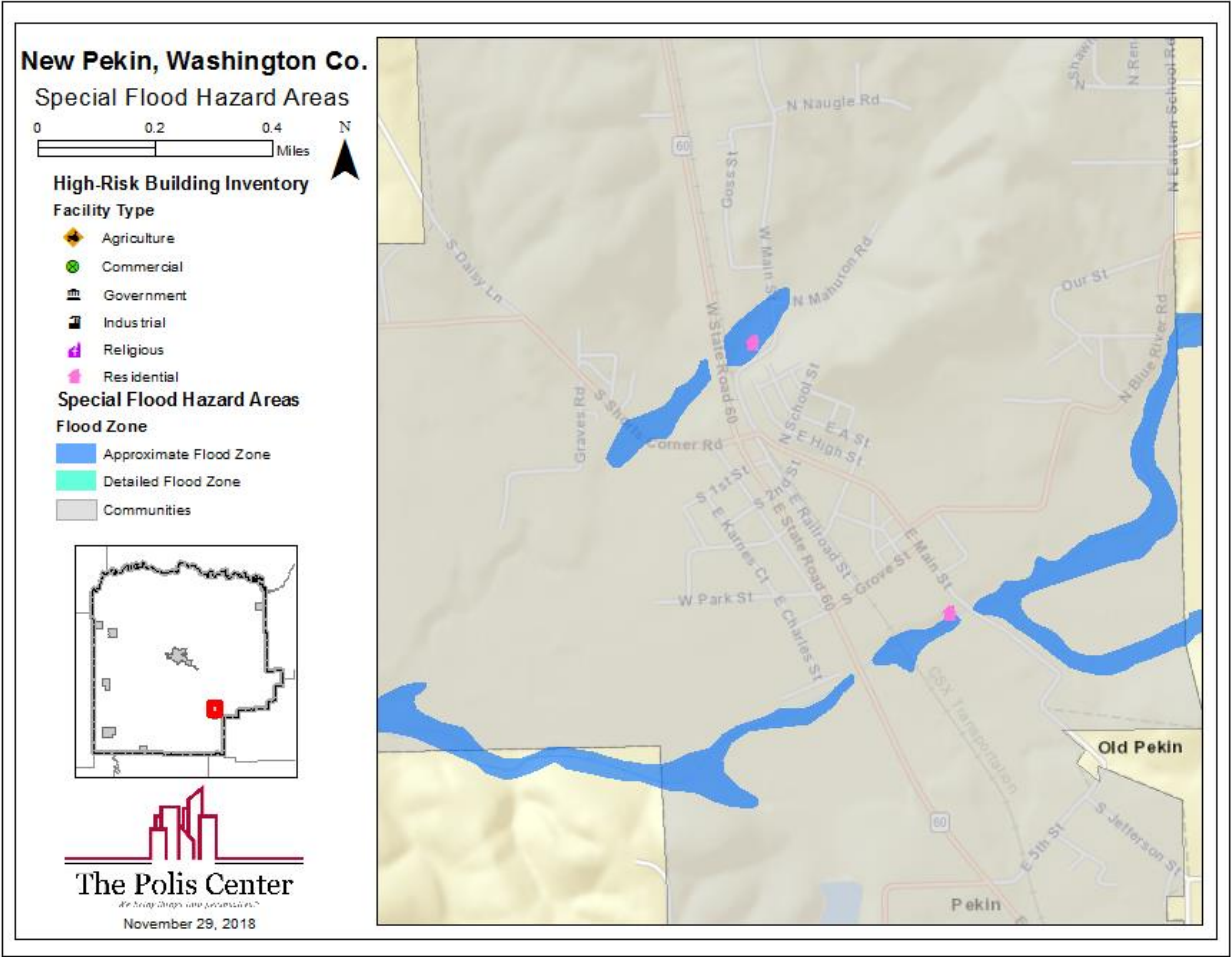 New Pekin, Washington Co.
Special Flood Hazard Areas
0 0.2 0.4
Miles
N
High-Risk Building Inventory
Facility Type
Agriculture
Commercial
Government
Industrial
Religious
Residential
Special Flood Hazard Areas
Flood Zone
Approximate Flood Zone
Detailed Flood Zone
Communities
The Polis Center
November 29, 2018
N Naugle Rd
60
Goss St
W Main St
N Mahuron Rd
S Daisy Ln
W State Road 60
N Ren
N Eastern School Rd
Our St
N Blue River Rd
Graves Rd
S Shorts Corner Rd
N School St
E A St
E High St
S 1st St
S 2nd St
E Railroad St
E State Road 60
E Karnes Ct
E Main St
S Grove St
W Park St
E Charles St
CSX Transportation
Old Pekin
60
S Jefferson St
E 5th St
Pekin